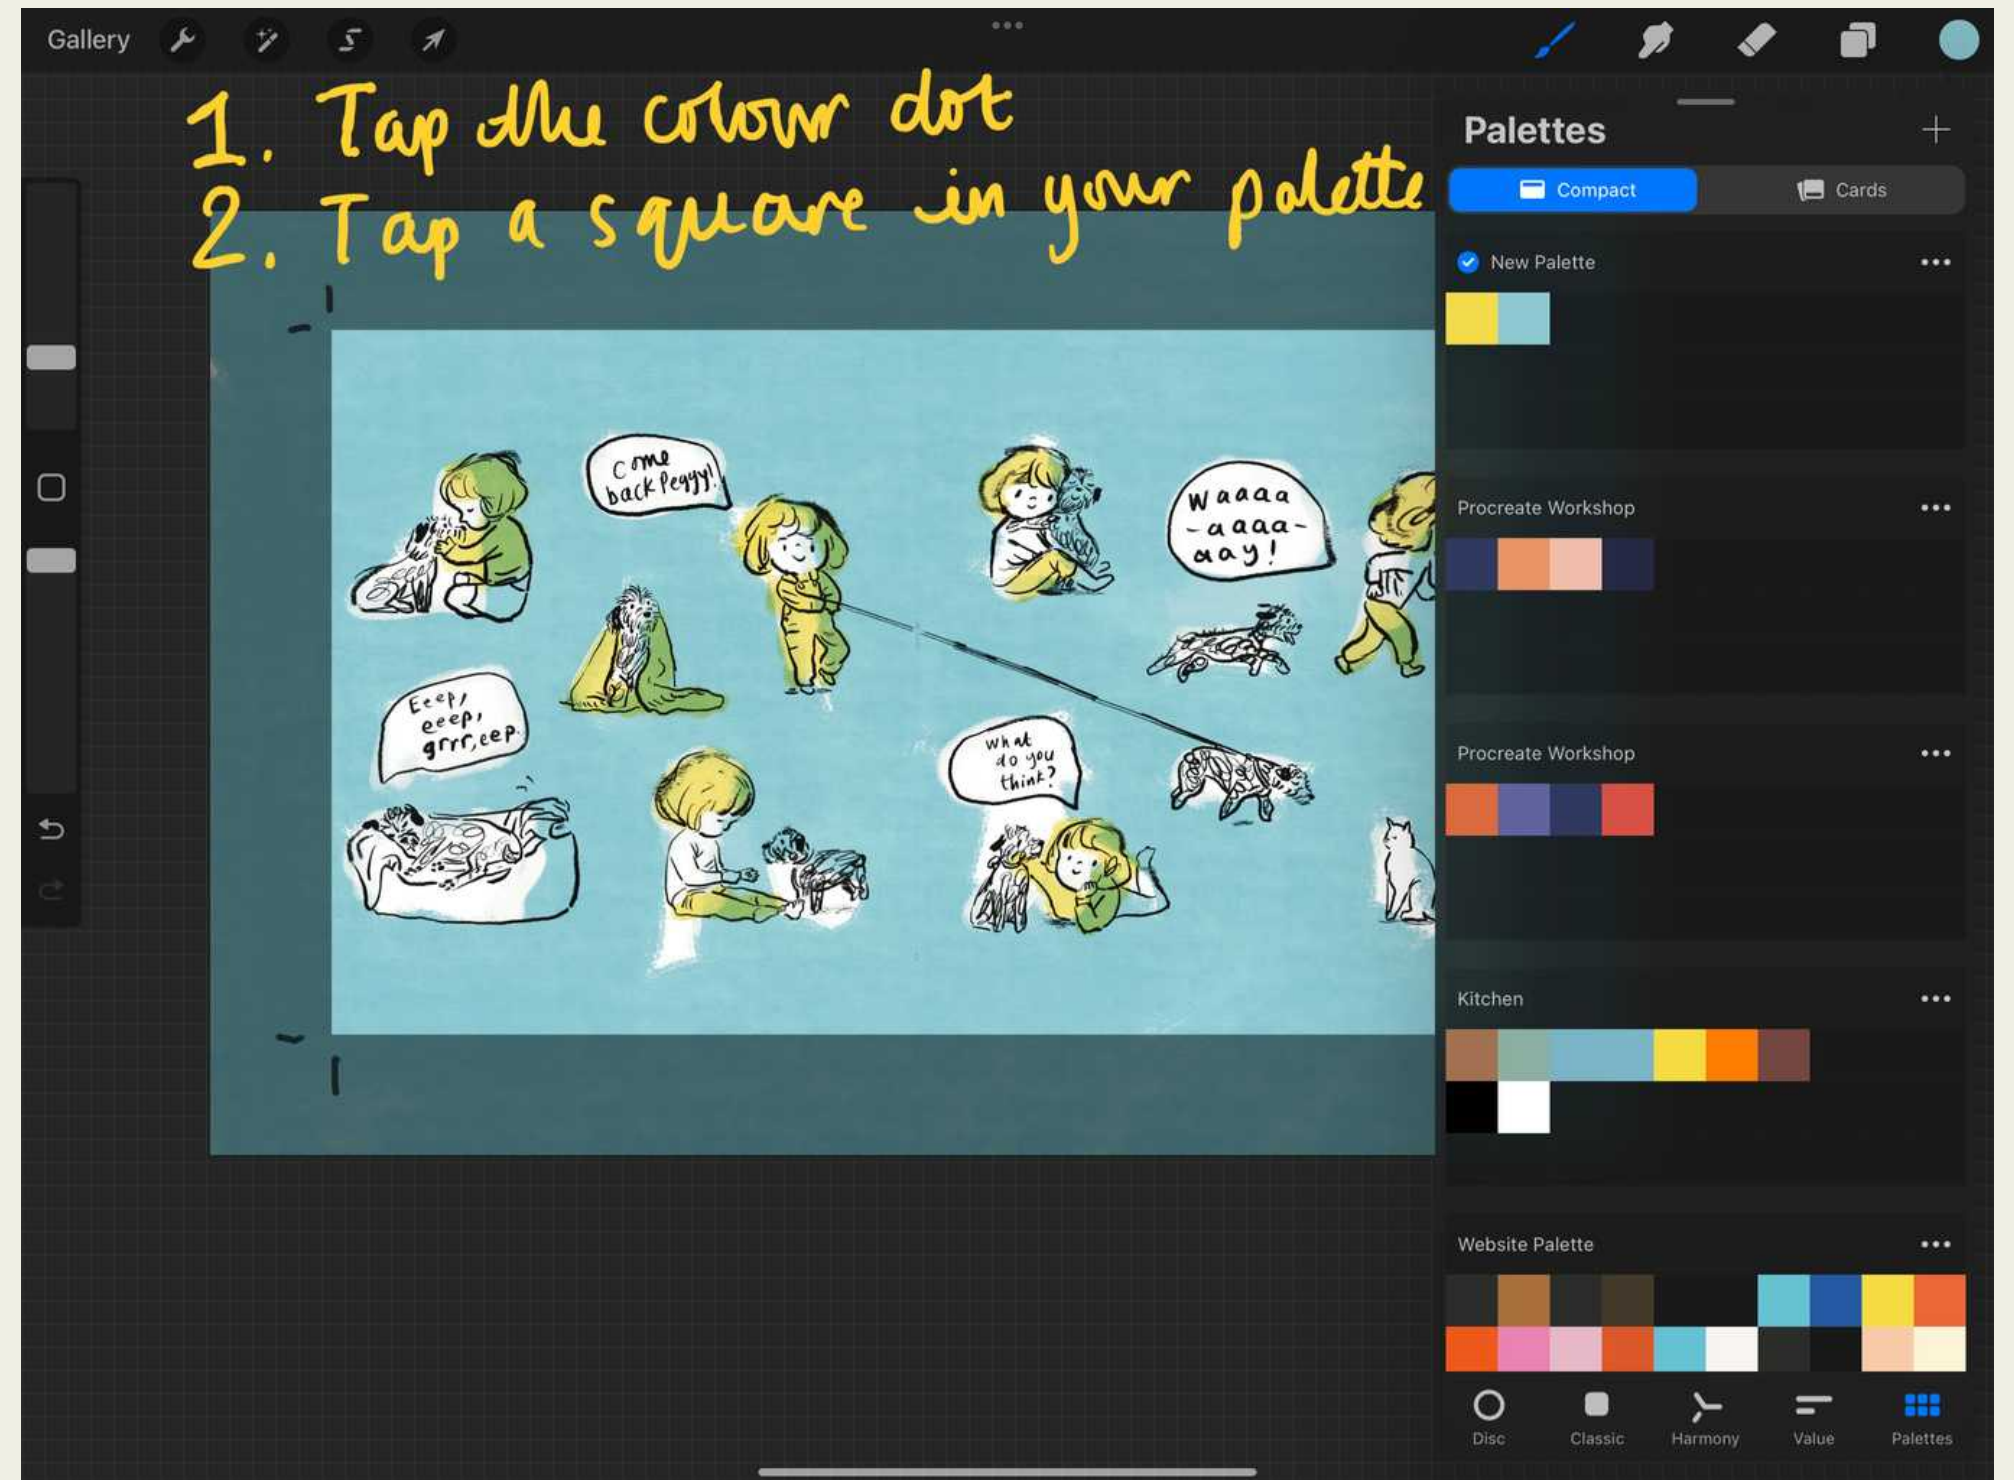 Gallery
1. Tap the colour dot
2. Tap a square in your palette
Palettes
Compact
Cards
New Palette
Procreate Workshop
Procreate Workshop
Kitchen
Website Palette
Disc
Classic
Harmony
Value
Palettes
come
back Peggy!
Waaaa
-aaaa-
aay!
Eeep,
eeep,
grrr, eep.
What
do you
think?